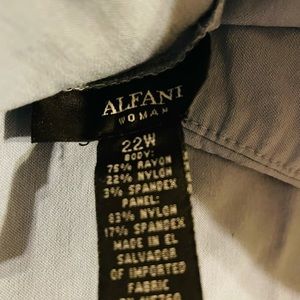 ALFANI
WOMAN
22W
BODY:
75% RAYON
22% NYLON
3% SPANDEX
PANEL:
83% NYLON
17% SPANDEX
MADE IN EL
SALVADOR
OF IMPORTED
FABRIC